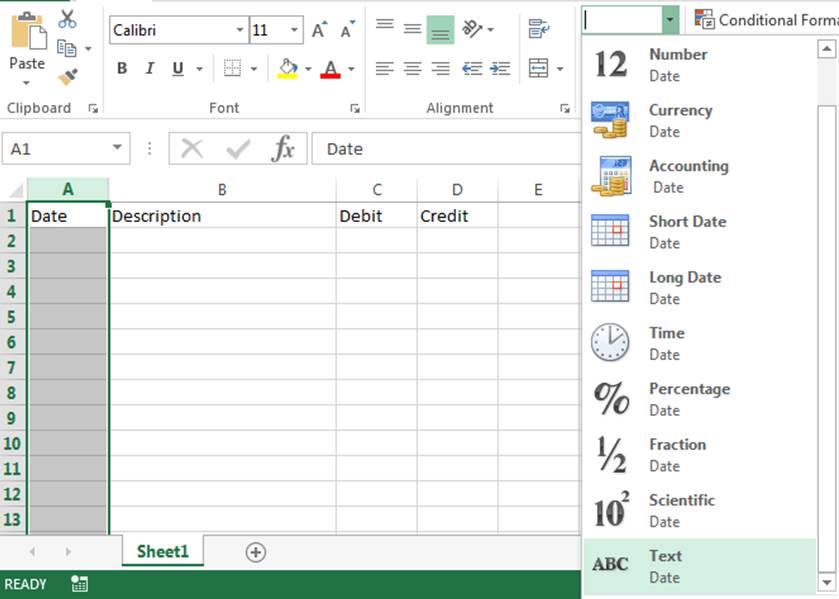 Calibri
11
A
A
Conditional Forma
Paste
B I U
A
Clipboard
Font
Alignment
A1
fx
Date
A B C D E
1 Date Description Debit Credit
2
3
4
5
6
7
8
9
10
11
12
13
Sheet1
READY
12
Number
Date
Currency
Date
Accounting
Date
Short Date
Date
Long Date
Date
Time
Date
%
Percentage
Date
1/2
Fraction
Date
10²
Scientific
Date
ABC
Text
Date